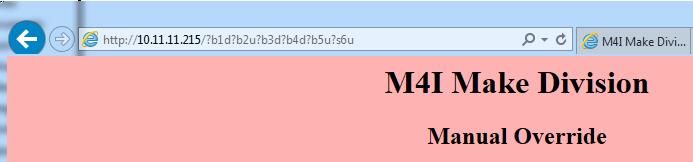 http://10.11.11.215/?b1d?b2u?b3d?b4d?b5u?s6u
M4I Make Divi...
M4I Make Division
Manual Override